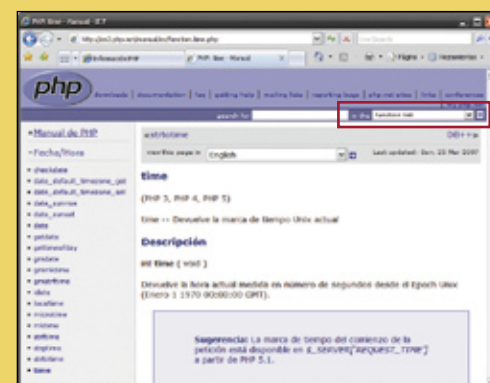 php
downloads | documentation | faq | getting help | mailing lists | reporting bugs | php.net sites | links | conferences
search for in the function list
Manual de PHP
Fecha/Hora
checkdate
date_default_timezone_get
date_default_timezone_set
date_sunrise
date_sunset
date
getdate
gettimeofday
gmdate
gmmktime
gmstrftime
idate
localtime
microtime
mktime
strftime
strptime
strtotime
time
strtotime
view this page in English
Last updated: Sun, 25 Mar 2007
time
(PHP 3, PHP 4, PHP 5)
time -- Devuelve la marca de tiempo Unix actual
Descripción
int time ( void )
Devuelve la hora actual medida en número de segundos desde el Epoch Unix
(Enero 1 1970 00:00:00 GMT).
Sugerencia: La marca de tiempo del comienzo de la
petición está disponible en $_SERVER['REQUEST_TIME']
a partir de PHP 5.1.